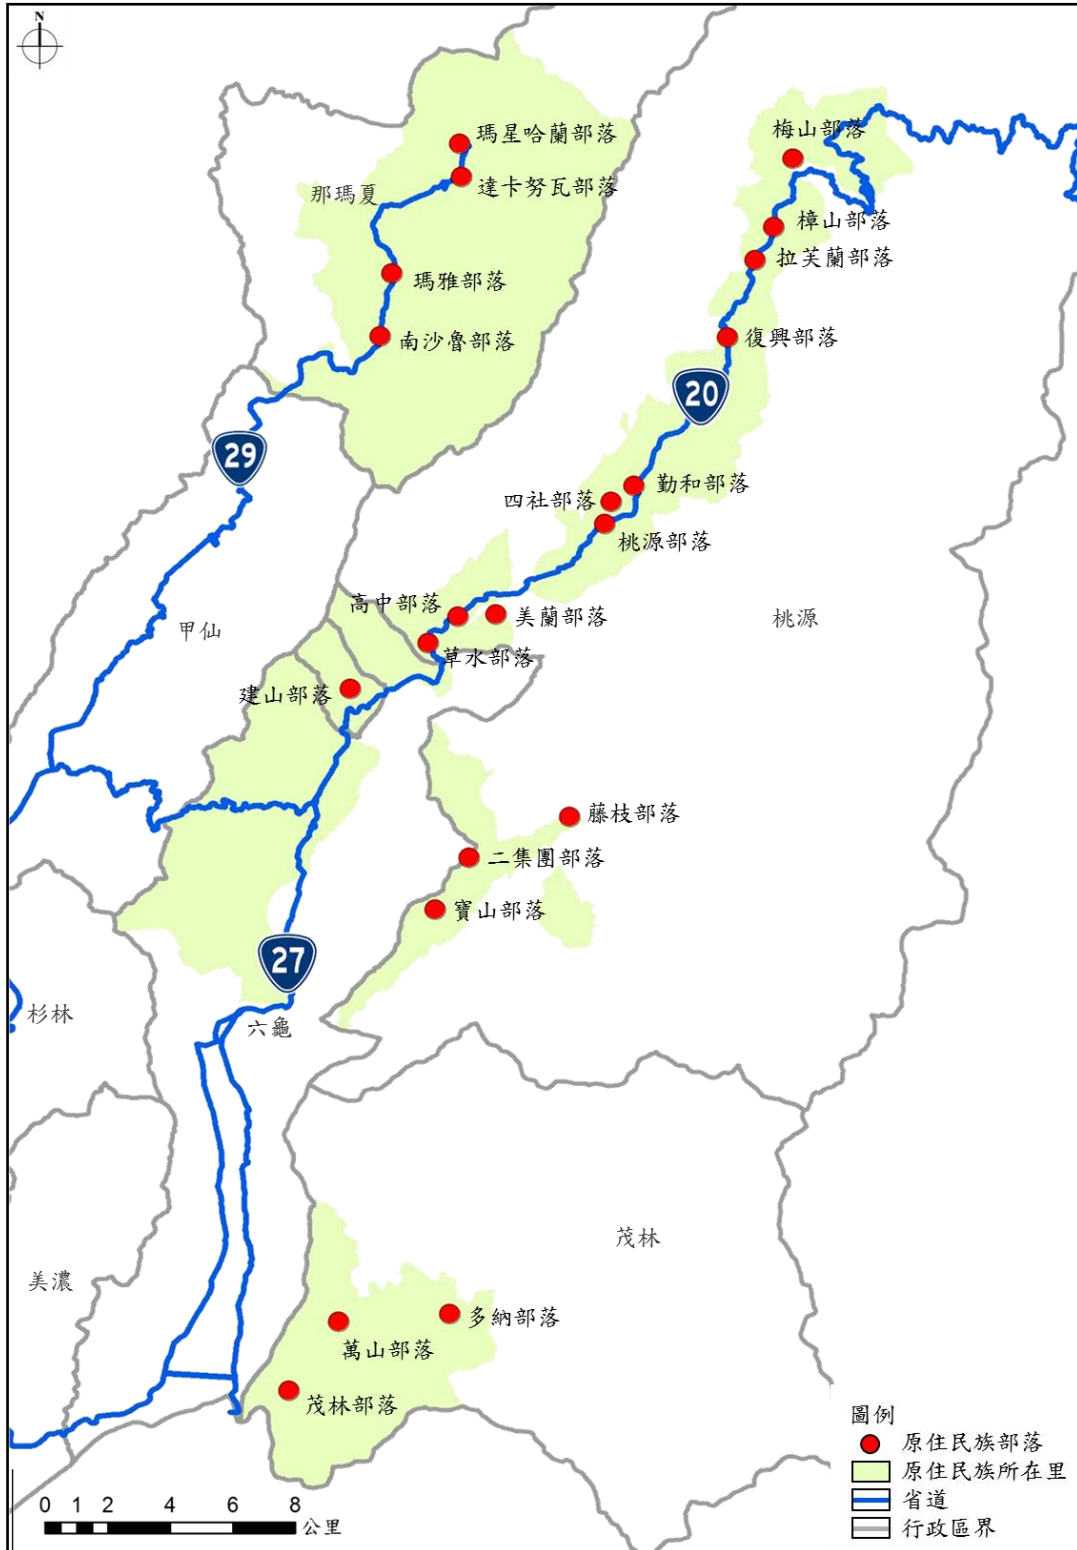 N
瑪星哈蘭部落
梅山部落
達卡努瓦部落
那瑪夏
樟山部落
拉芙蘭部落
瑪雅部落
復興部落
南沙魯部落
20
29
勤和部落
四社部落
桃源部落
高中部落
美蘭部落
桃源
甲仙
草水部落
建山部落
藤枝部落
二集團部落
寶山部落
27
杉林
六龜
茂林
美濃
多納部落
萬山部落
茂林部落
圖例
原住民族部落
原住民族所在里
省道
行政區界
0 1 2 4 6 8
公里